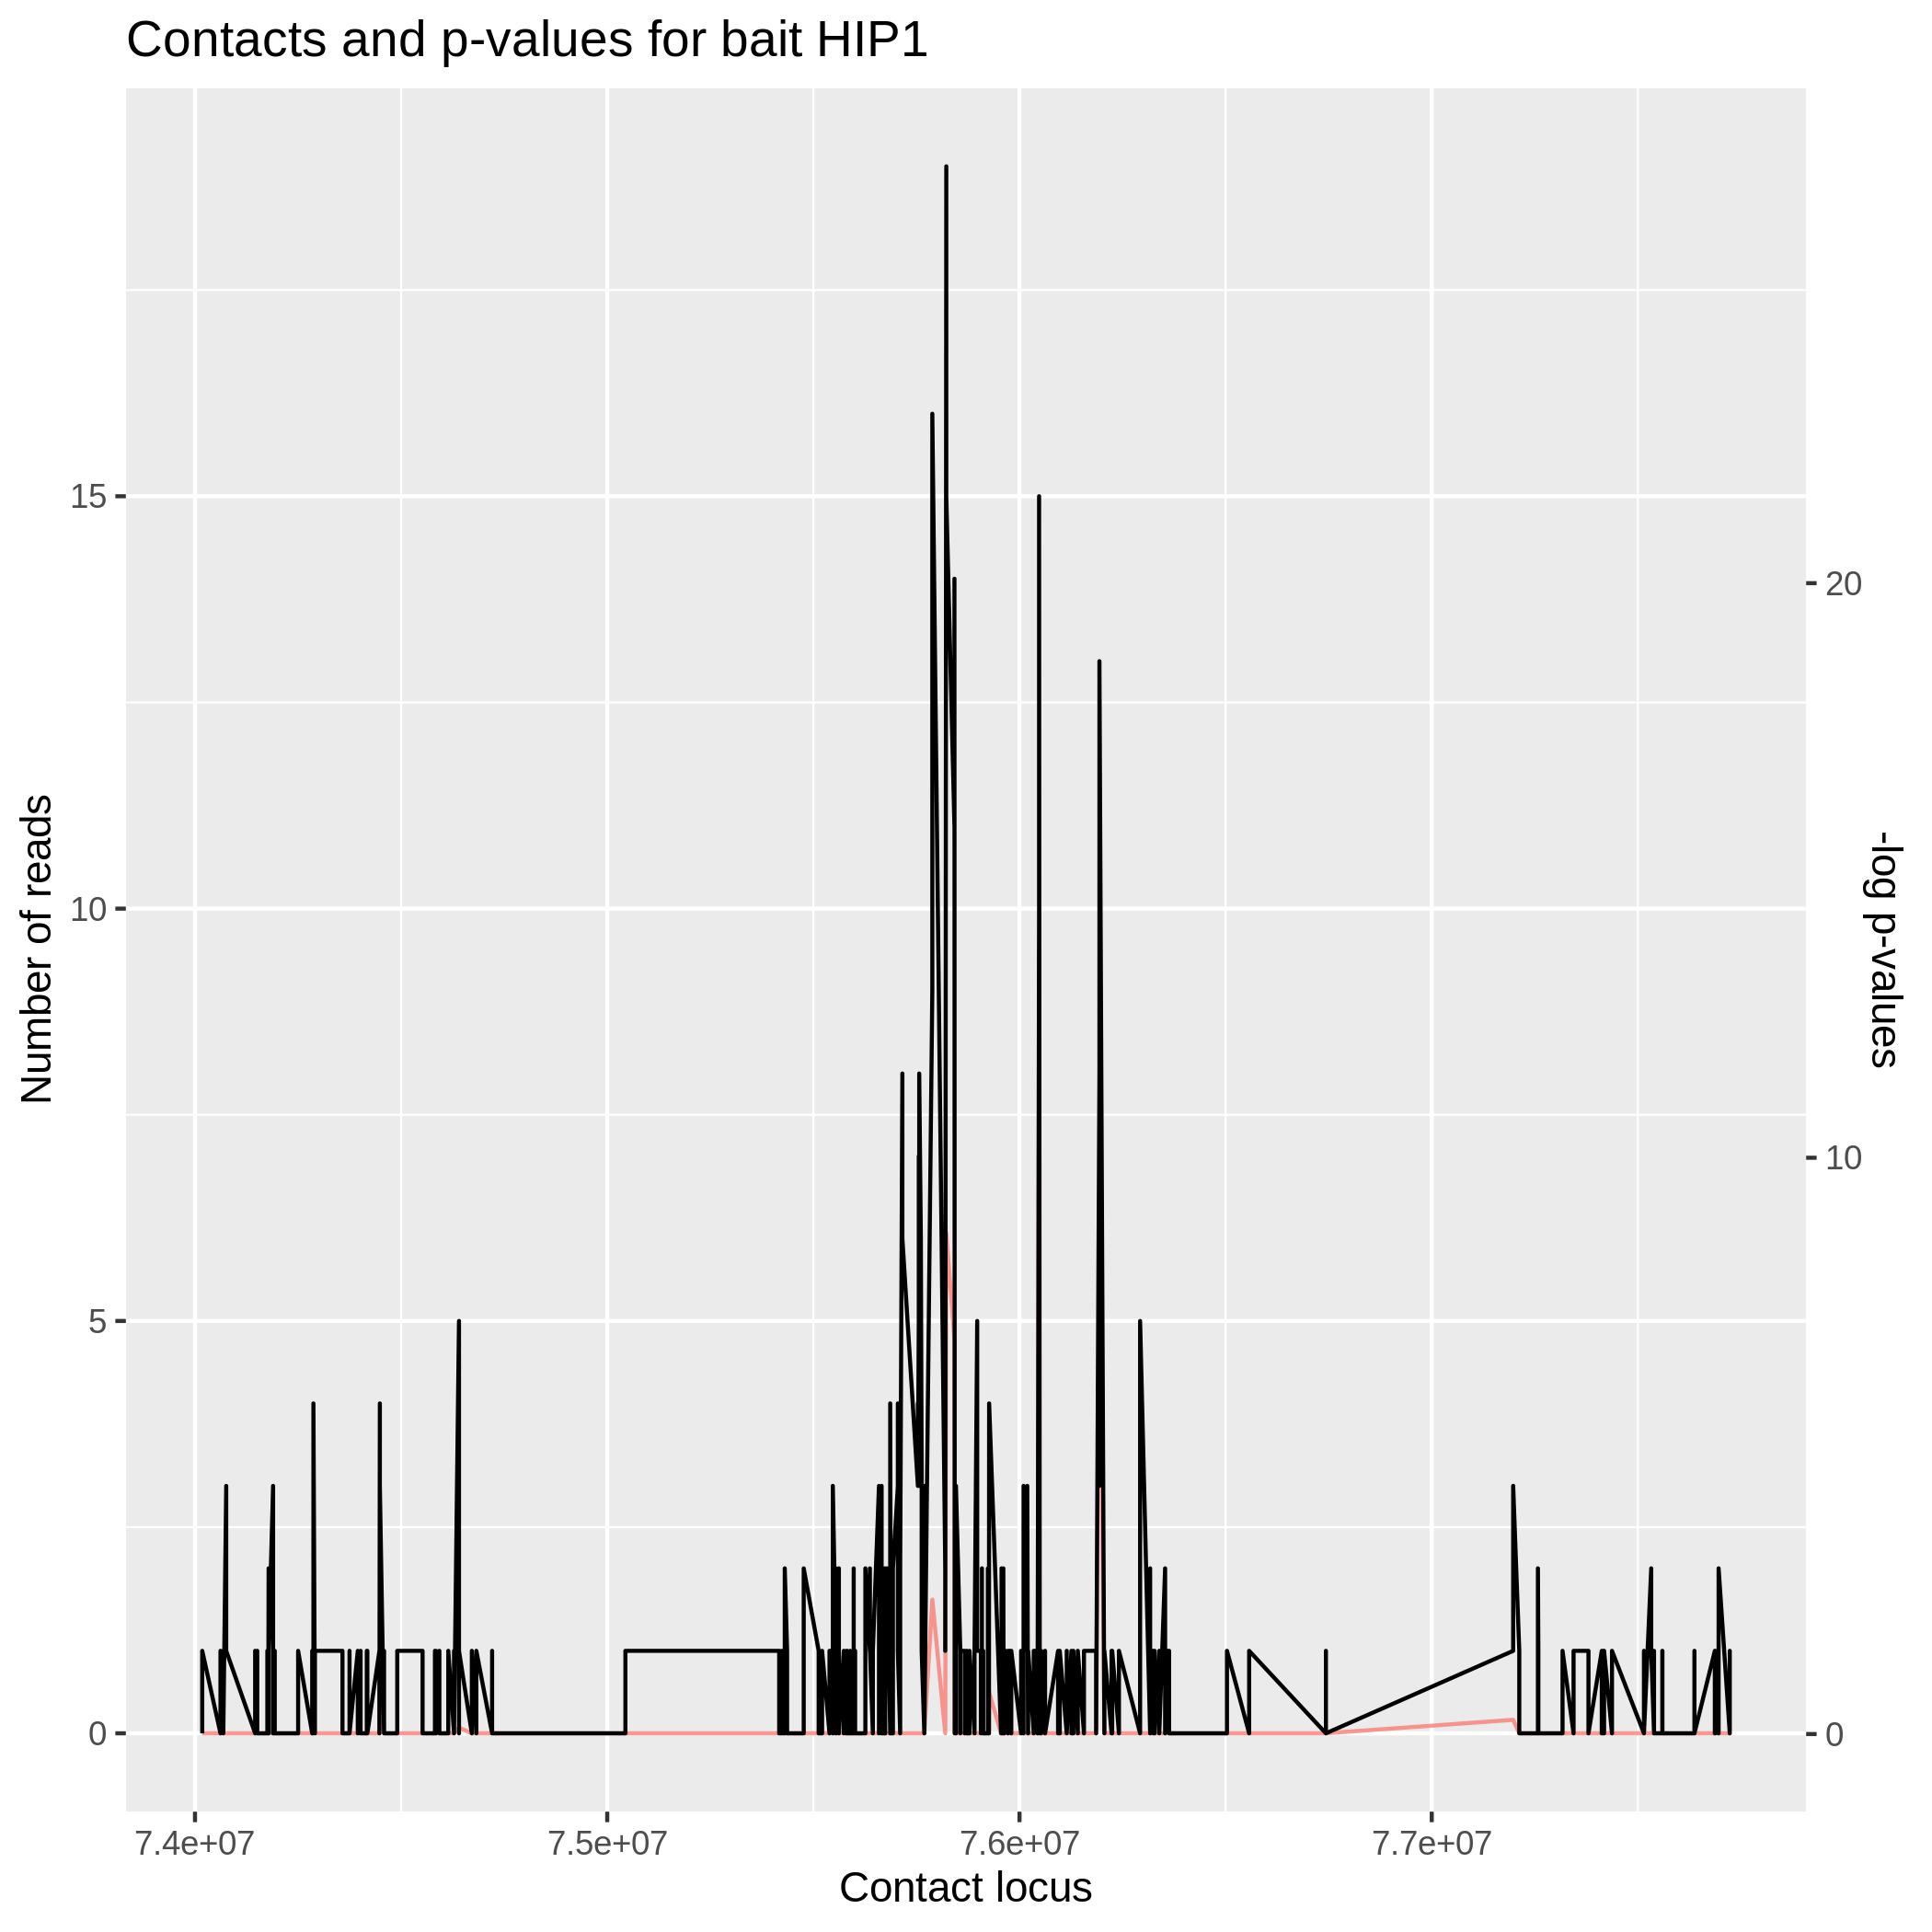 Contacts and p-values for bait HIP1
15
10
5
0
Number of reads
20
10
0
-log p-values
7.4e+07
7.5e+07
7.6e+07
7.7e+07
Contact locus